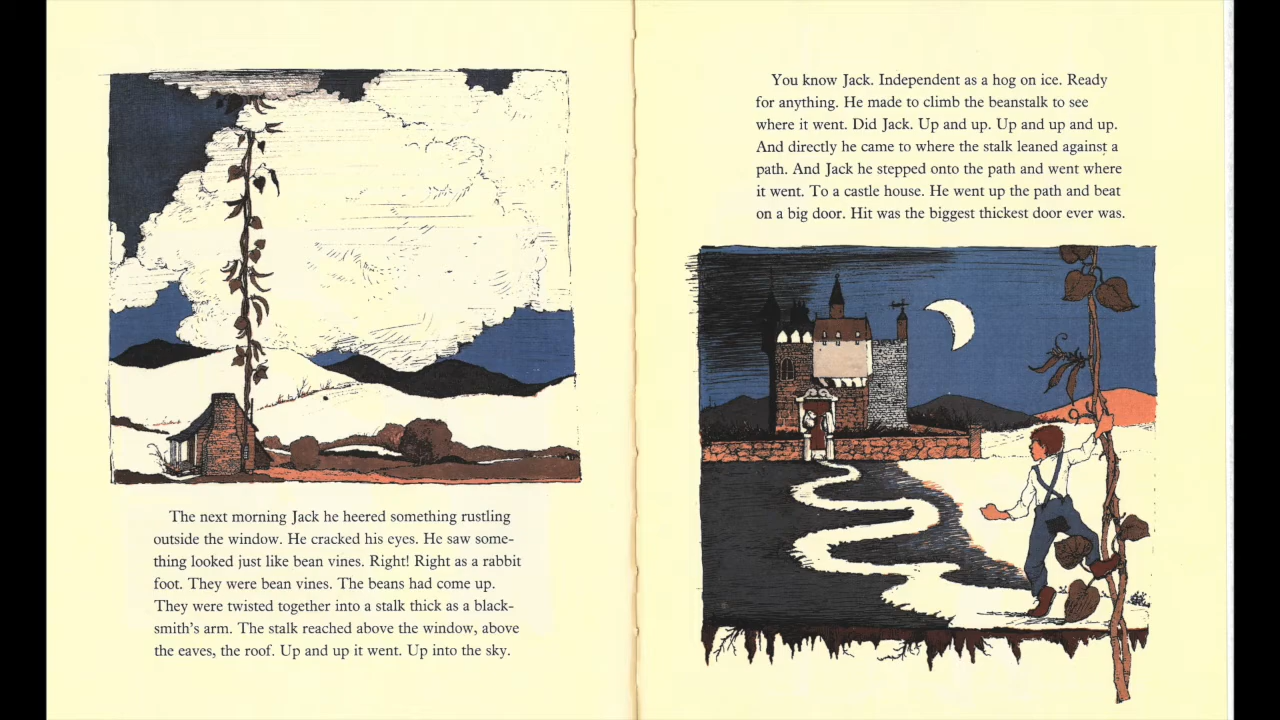 The next morning Jack he heered something rustling
outside the window. He cracked his eyes. He saw some-
thing looked just like bean vines. Right! Right as a rabbit
foot. They were bean vines. The beans had come up.
They were twisted together into a stalk thick as a black-
smith's arm. The stalk reached above the window, above
the eaves, the roof. Up and up it went. Up into the sky.
You know Jack. Independent as a hog on ice. Ready
for anything. He made to climb the beanstalk to see
where it went. Did Jack. Up and up. Up and up and up.
And directly he came to where the stalk leaned against a
path. And Jack he stepped onto the path and went where
it went. To a castle house. He went up the path and beat
on a big door. Hit was the biggest thickest door ever was.